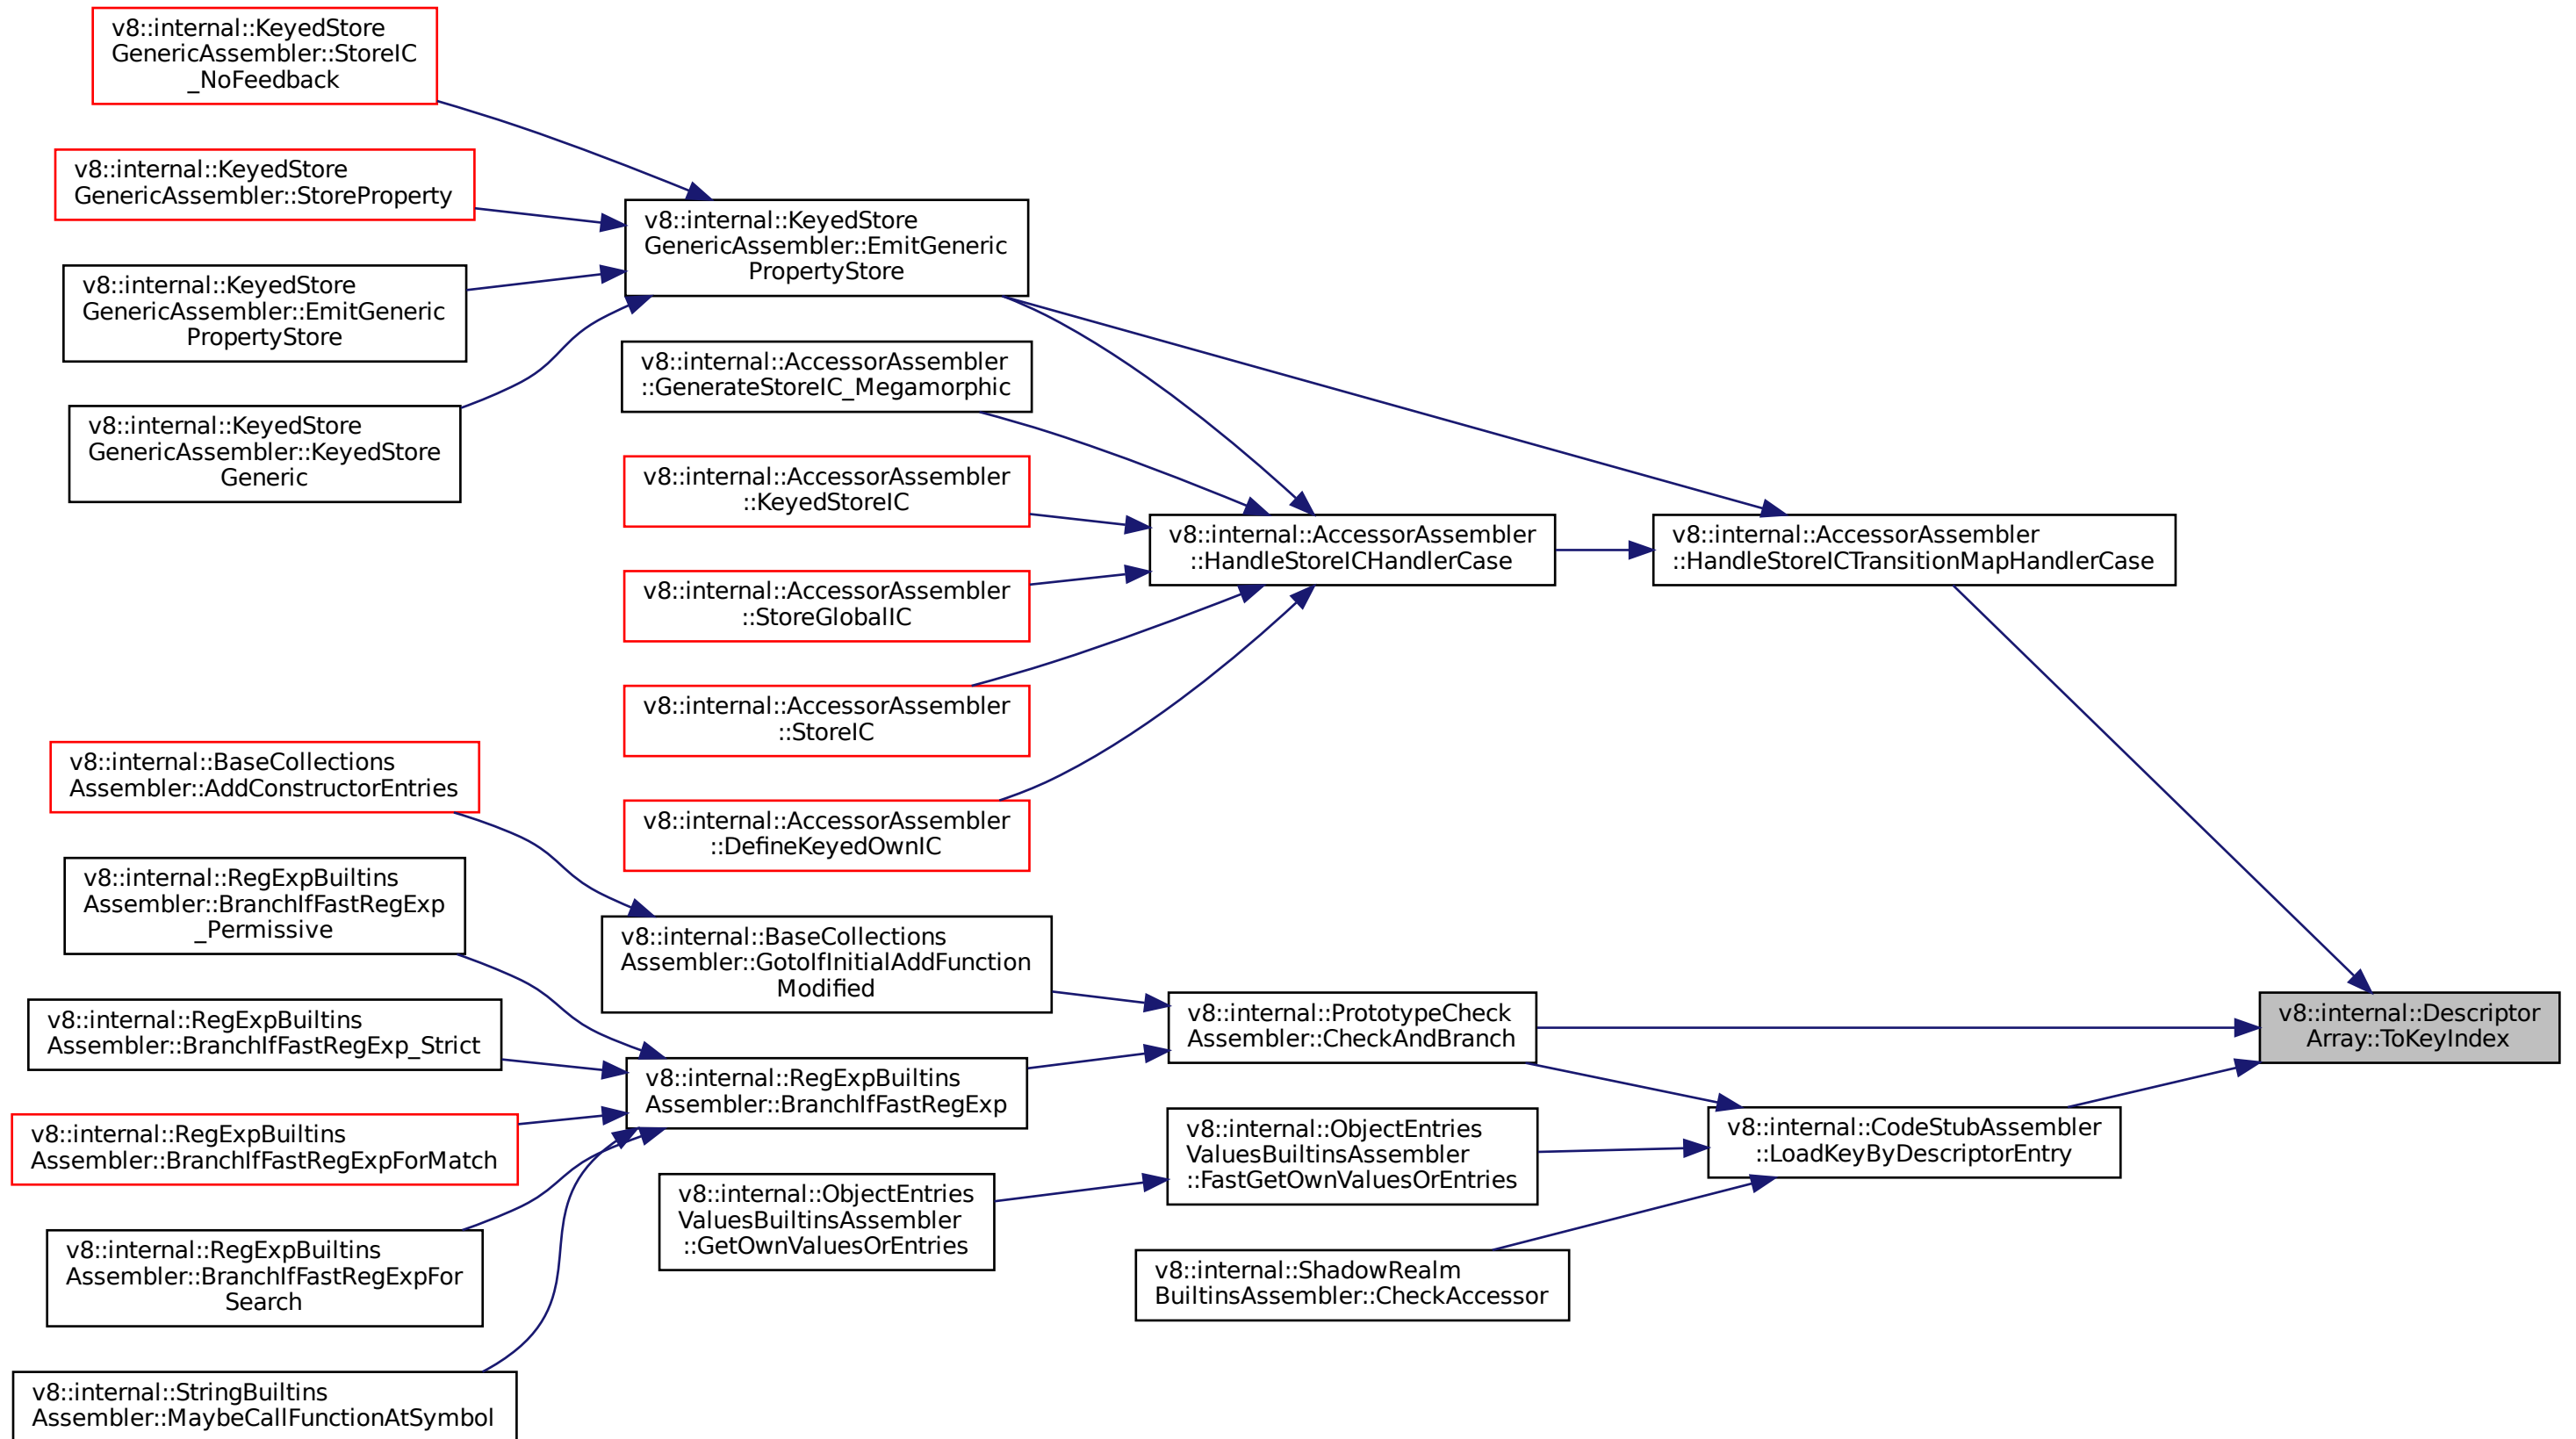 v8::internal::KeyedStore
GenericAssembler::StoreIC
_NoFeedback
v8::internal::KeyedStore
GenericAssembler::StoreProperty
v8::internal::KeyedStore
GenericAssembler::EmitGeneric
PropertyStore
v8::internal::KeyedStore
GenericAssembler::KeyedStore
Generic
v8::internal::KeyedStore
GenericAssembler::EmitGeneric
PropertyStore
v8::internal::AccessorAssembler
::GenerateStoreIC_Megamorphic
v8::internal::AccessorAssembler
::KeyedStoreIC
v8::internal::AccessorAssembler
::StoreGlobalIC
v8::internal::AccessorAssembler
::StoreIC
v8::internal::AccessorAssembler
::DefineKeyedOwnIC
v8::internal::AccessorAssembler
::HandleStoreICHandlerCase
v8::internal::AccessorAssembler
::HandleStoreICTransitionMapHandlerCase
v8::internal::BaseCollections
Assembler::AddConstructorEntries
v8::internal::RegExpBuiltins
Assembler::BranchIfFastRegExp
_Permissive
v8::internal::RegExpBuiltins
Assembler::BranchIfFastRegExp_Strict
v8::internal::RegExpBuiltins
Assembler::BranchIfFastRegExpForMatch
v8::internal::RegExpBuiltins
Assembler::BranchIfFastRegExpFor
Search
v8::internal::StringBuiltins
Assembler::MaybeCallFunctionAtSymbol
v8::internal::BaseCollections
Assembler::GotoIfInitialAddFunction
Modified
v8::internal::RegExpBuiltins
Assembler::BranchIfFastRegExp
v8::internal::ObjectEntries
ValuesBuiltinsAssembler
::GetOwnValuesOrEntries
v8::internal::PrototypeCheck
Assembler::CheckAndBranch
v8::internal::ObjectEntries
ValuesBuiltinsAssembler
::FastGetOwnValuesOrEntries
v8::internal::ShadowRealm
BuiltinsAssembler::CheckAccessor
v8::internal::CodeStubAssembler
::LoadKeyByDescriptorEntry
v8::internal::Descriptor
Array::ToKeyIndex